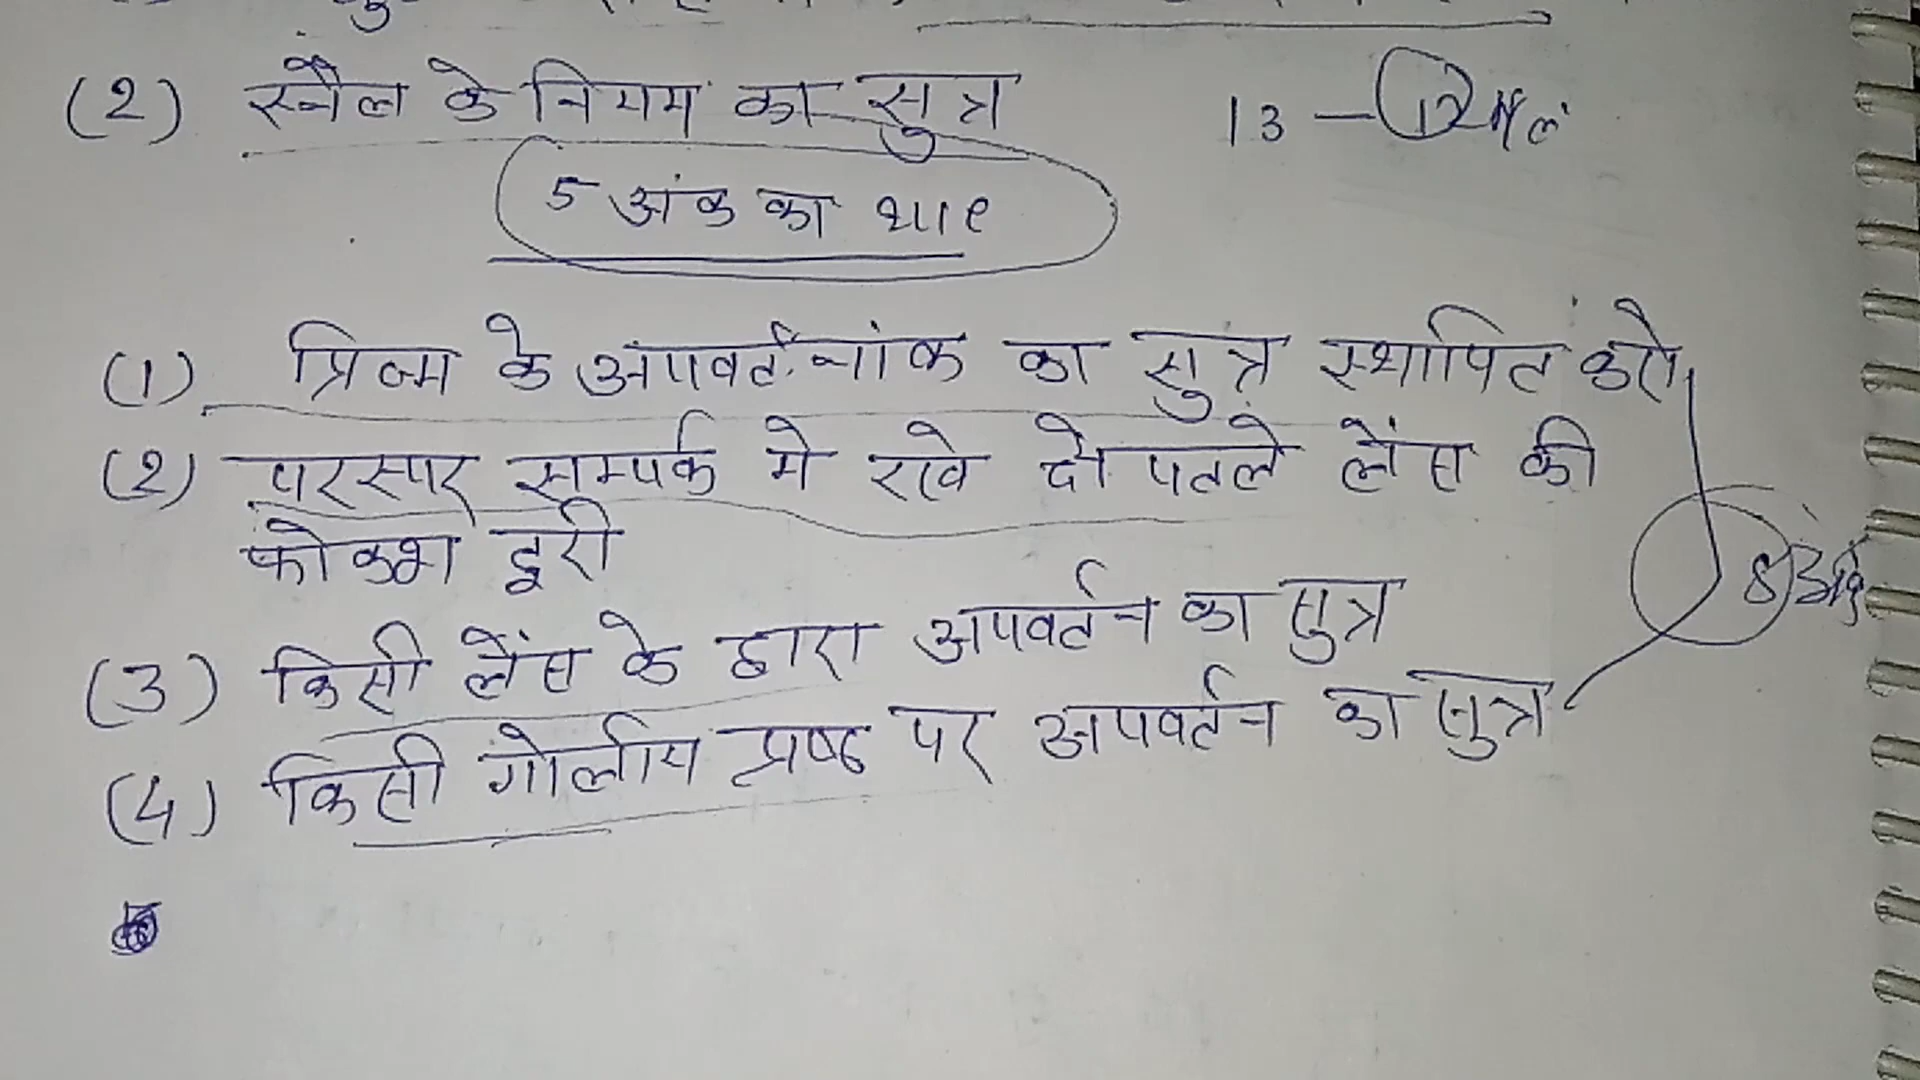 (2) स्नैल के नियम का सुत्र 13 - 12
5 अंक का
(1) प्रिज्म के अपवर्तनांक का सुत्र स्थापित करो
(2) परस्पर सम्पर्क मे रखे दो पतले लैंस की
फोकश दूरी
(3) किसी लैंस के द्वारा अपवर्तन का सुत्र
(4) किसी गोलीय प्रष्ठ पर अपवर्तन का सुत्र
8